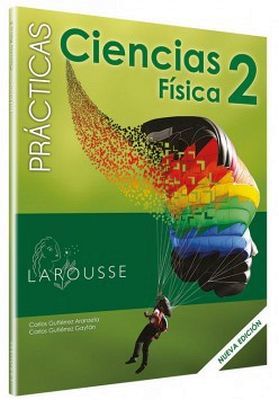 PRÁCTICAS
Ciencias 2
Física
LAROUSSE
Carlos Gutiérrez Aranzeta
Carlos Gutiérrez Gaytán
NUEVA EDICIÓN